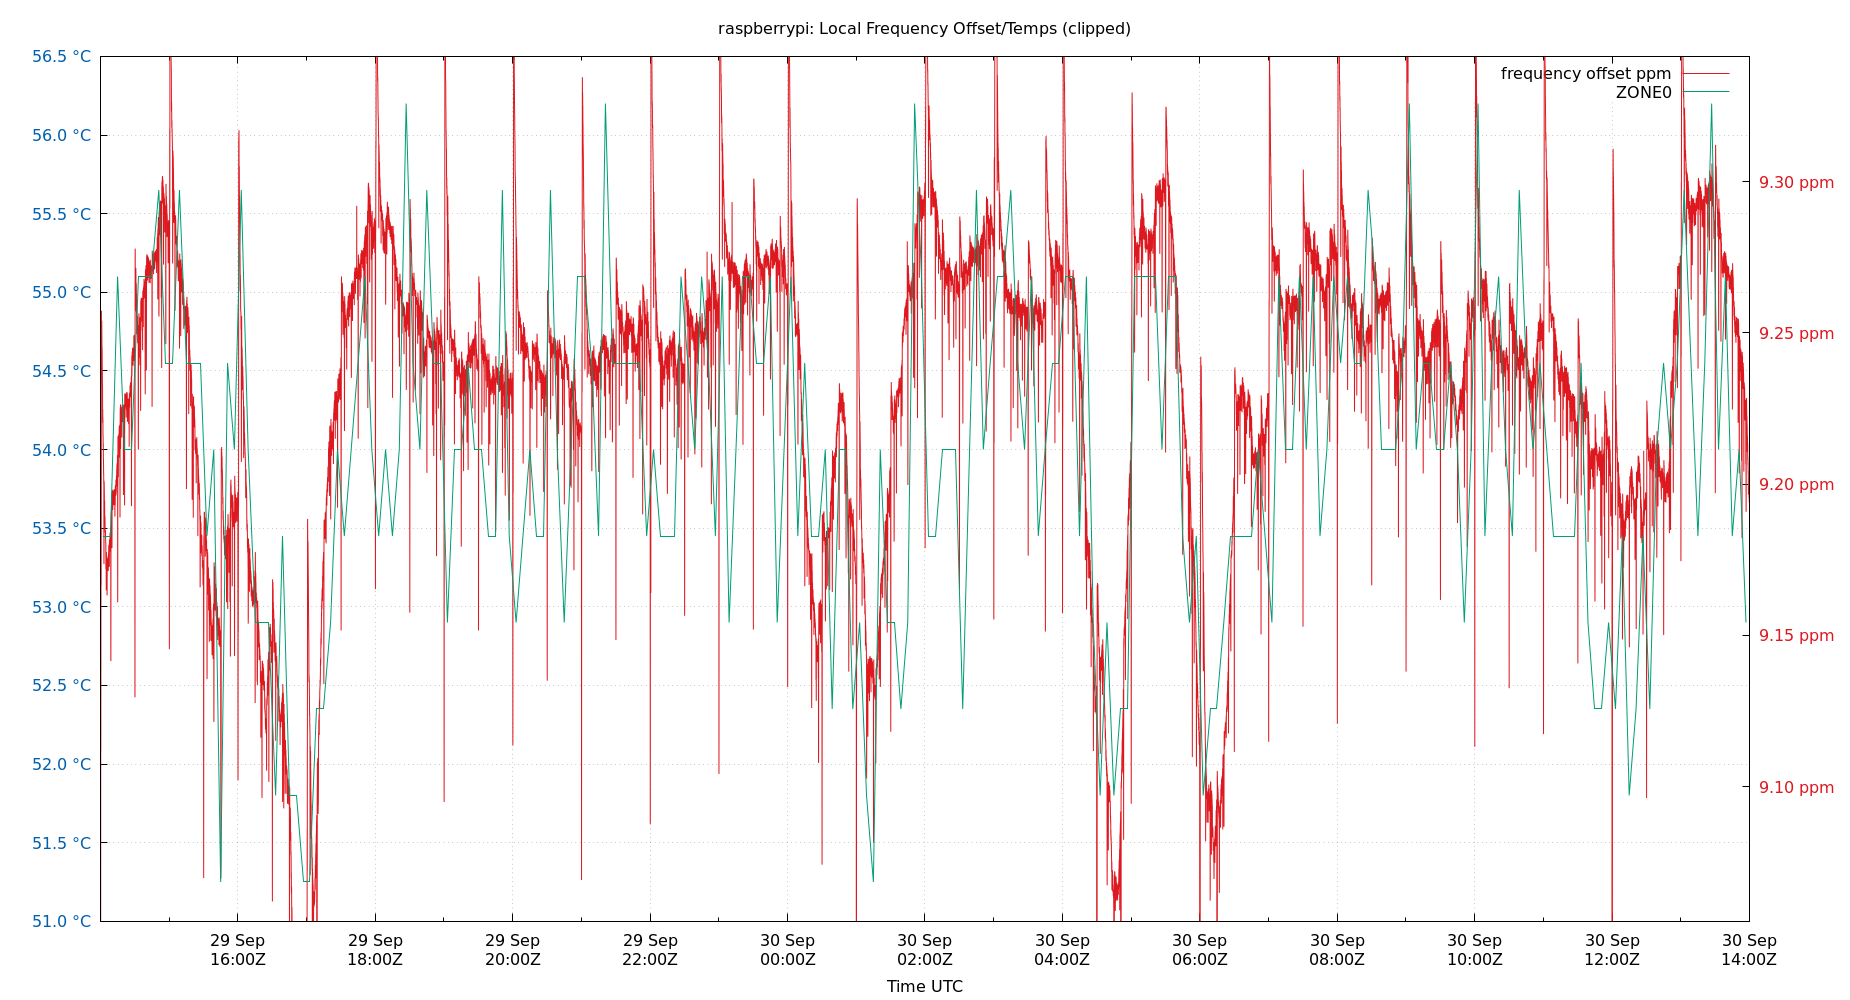 raspberrypi: Local Frequency Offset/Temps (clipped)
56.5 °C
56.0 °C
55.5 °C
55.0 °C
54.5 °C
54.0 °C
53.5 °C
53.0 °C
52.5 °C
52.0 °C
51.5 °C
51.0 °C
frequency offset ppm
ZONE0
9.30 ppm
9.25 ppm
9.20 ppm
9.15 ppm
9.10 ppm
29 Sep
16:00Z
29 Sep
18:00Z
29 Sep
20:00Z
29 Sep
22:00Z
30 Sep
00:00Z
30 Sep
02:00Z
30 Sep
04:00Z
30 Sep
06:00Z
30 Sep
08:00Z
30 Sep
10:00Z
30 Sep
12:00Z
30 Sep
14:00Z
Time UTC